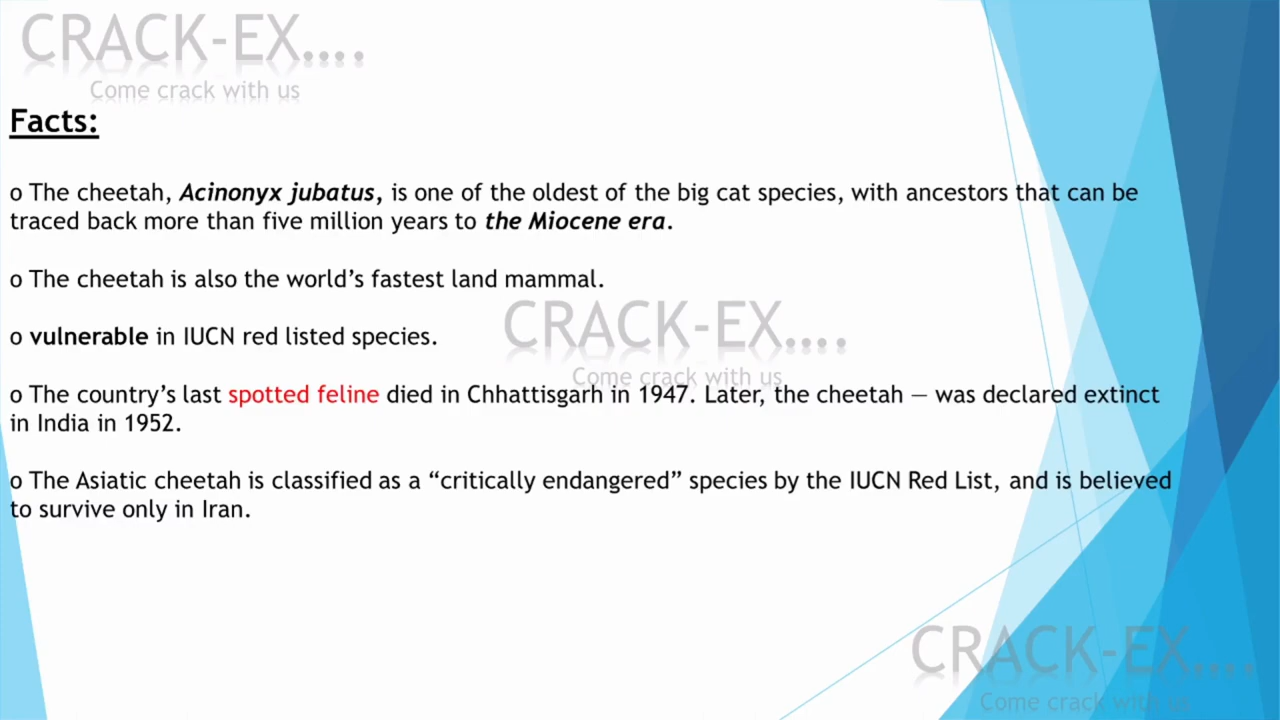 CRACK-EX....
Come crack with us
Facts:
o The cheetah, Acinonyx jubatus, is one of the oldest of the big cat species, with ancestors that can be
traced back more than five million years to the Miocene era.
o The cheetah is also the world’s fastest land mammal.
CRACK-EX....
o vulnerable in IUCN red listed species.
Come crack with us
o The country’s last spotted feline died in Chhattisgarh in 1947. Later, the cheetah — was declared extinct
in India in 1952.
o The Asiatic cheetah is classified as a “critically endangered” species by the IUCN Red List, and is believed
to survive only in Iran.
CRACK-EX....
Come crack with us